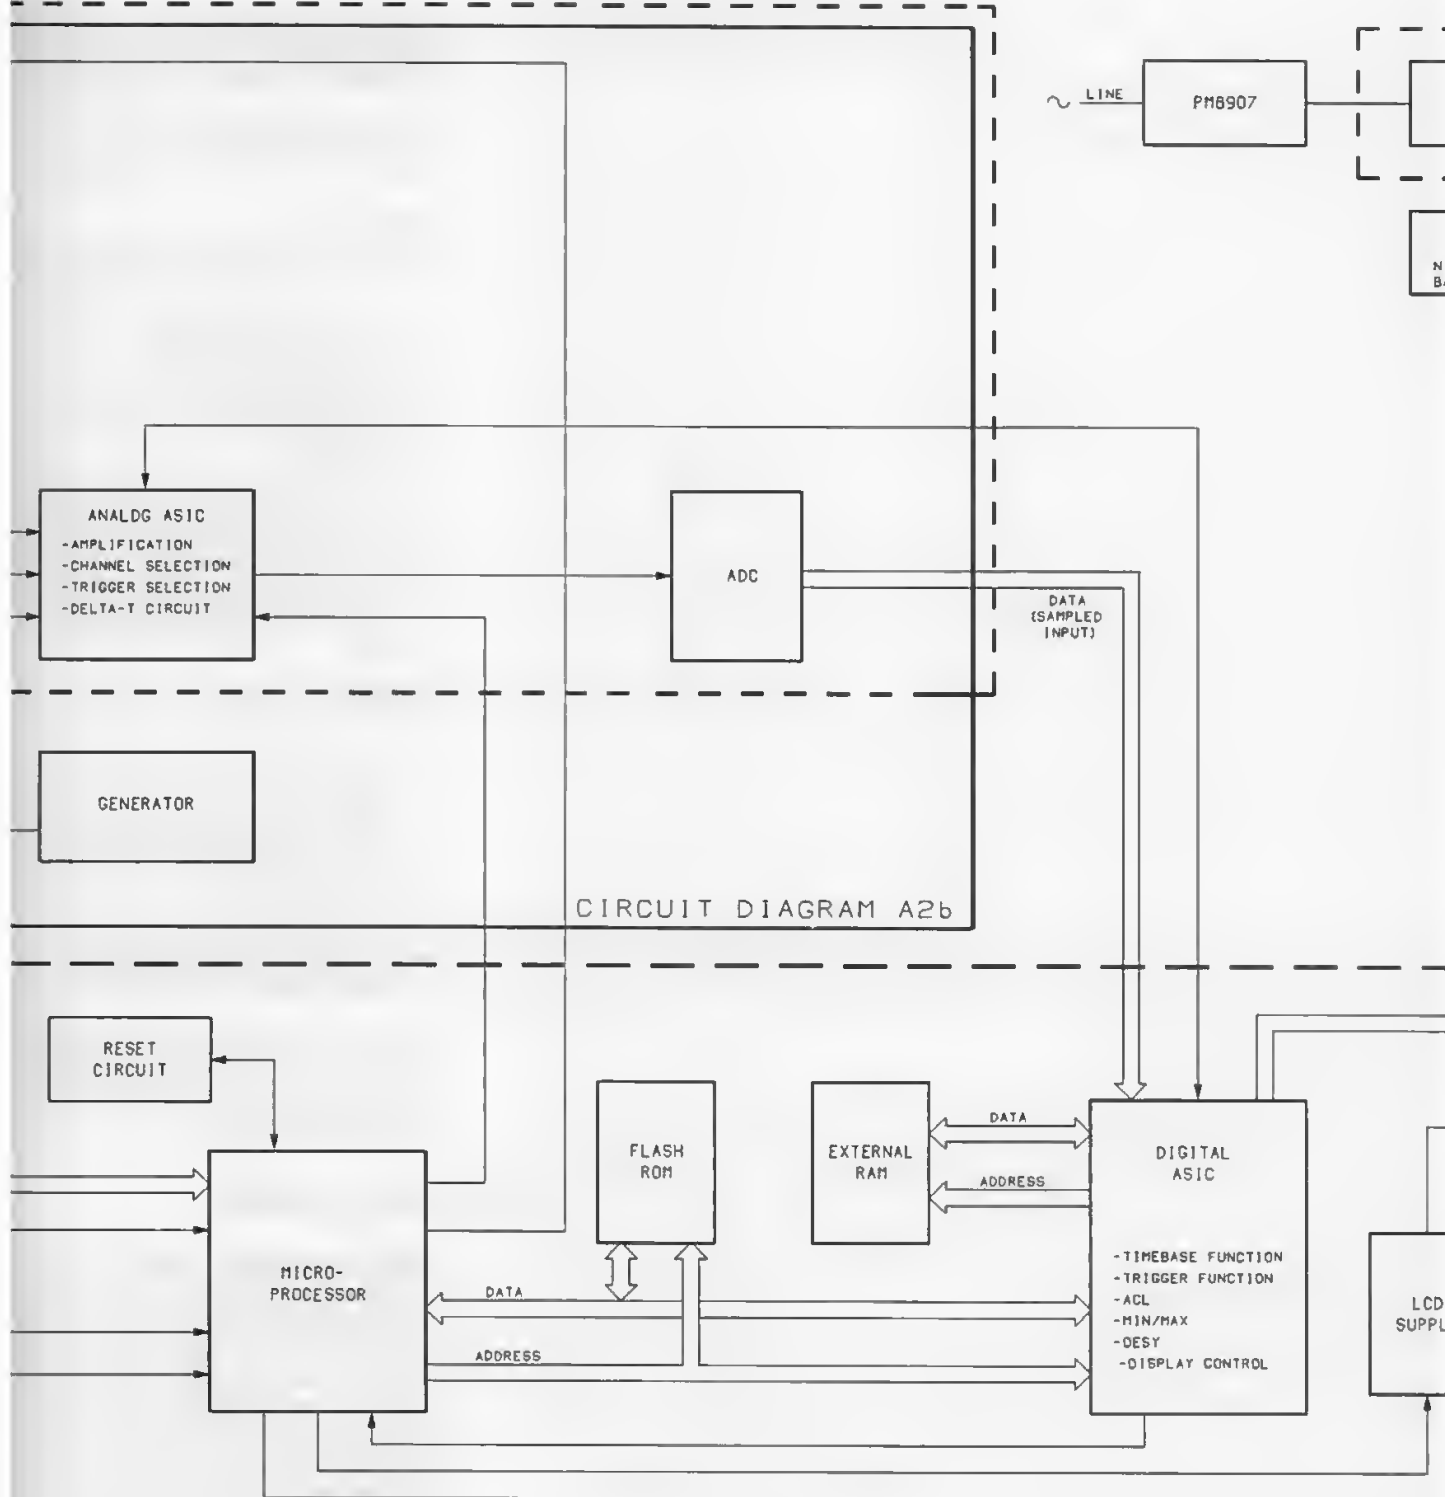 LINE
PM8907
N
BA
ANALOG ASIC
-AMPLIFICATION
-CHANNEL SELECTION
-TRIGGER SELECTION
-DELTA-T CIRCUIT
ADC
DATA
(SAMPLED
INPUT)
GENERATOR
CIRCUIT DIAGRAM A2b
RESET
CIRCUIT
FLASH
ROM
EXTERNAL
RAM
DATA
ADDRESS
DIGITAL
ASIC
-TIMEBASE FUNCTION
-TRIGGER FUNCTION
-ACL
-MIN/MAX
-DESY
-DISPLAY CONTROL
MICRO-
PROCESSOR
DATA
ADDRESS
LCD
SUPPL